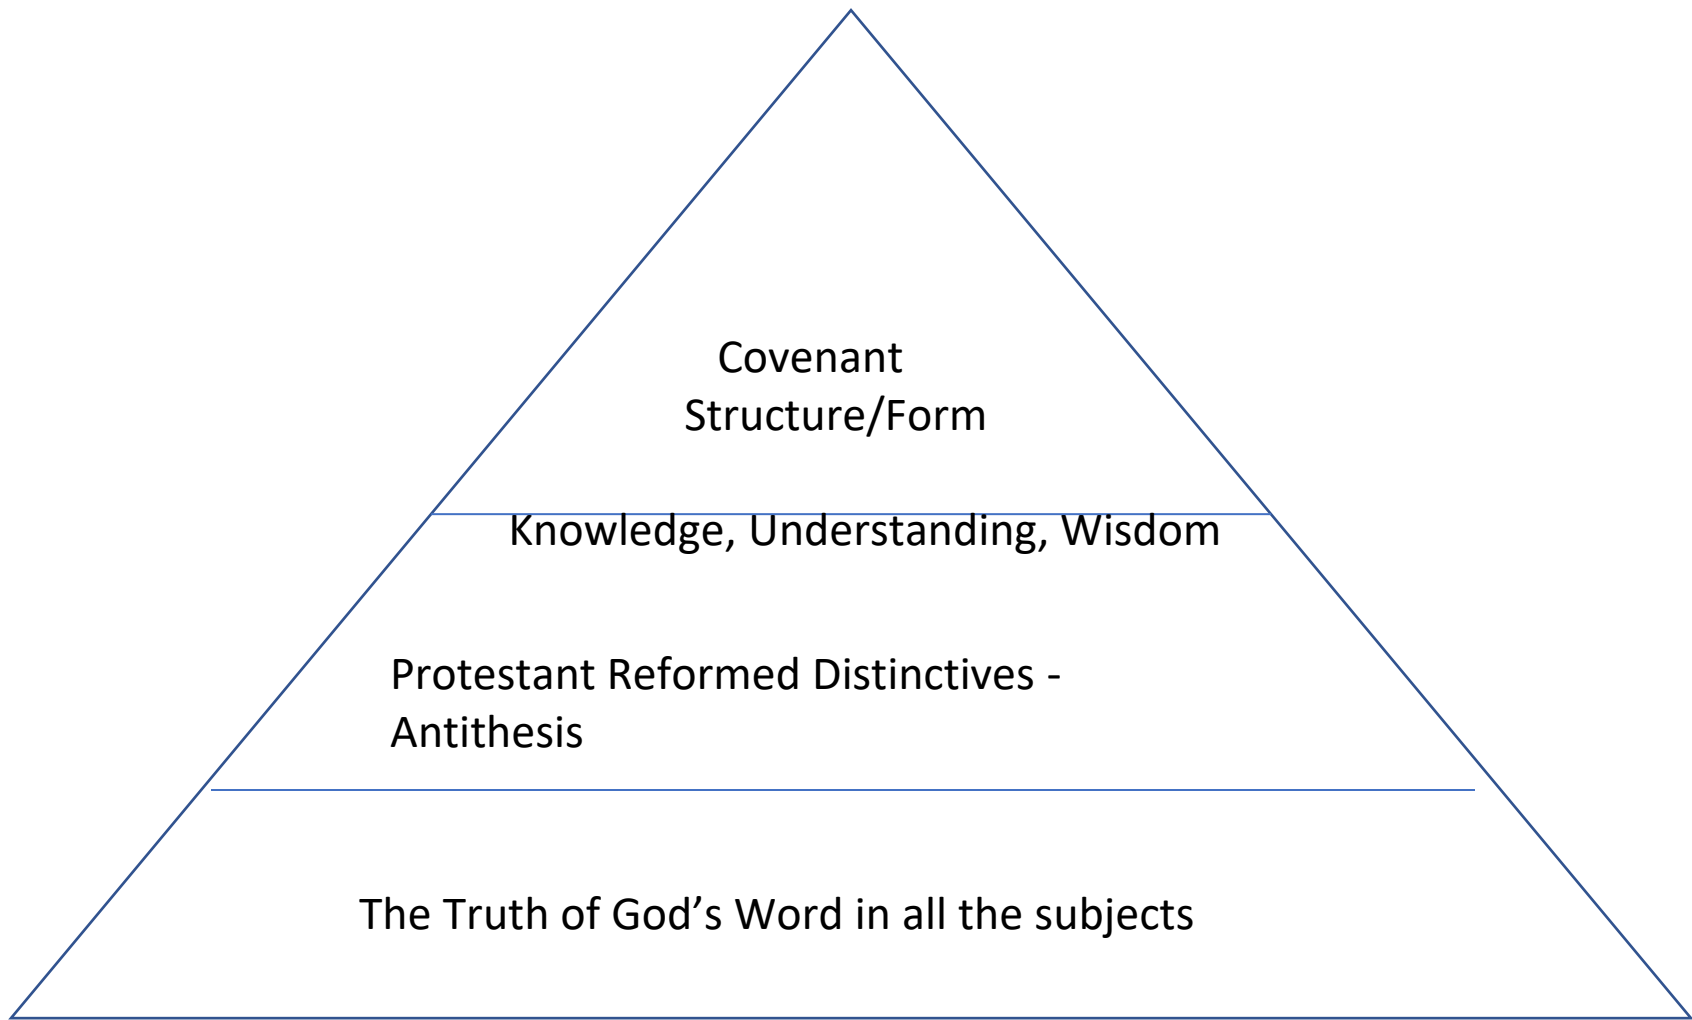 Covenant
Structure/Form
Knowledge, Understanding, Wisdom
Protestant Reformed Distinctives -
Antithesis
The Truth of God’s Word in all the subjects